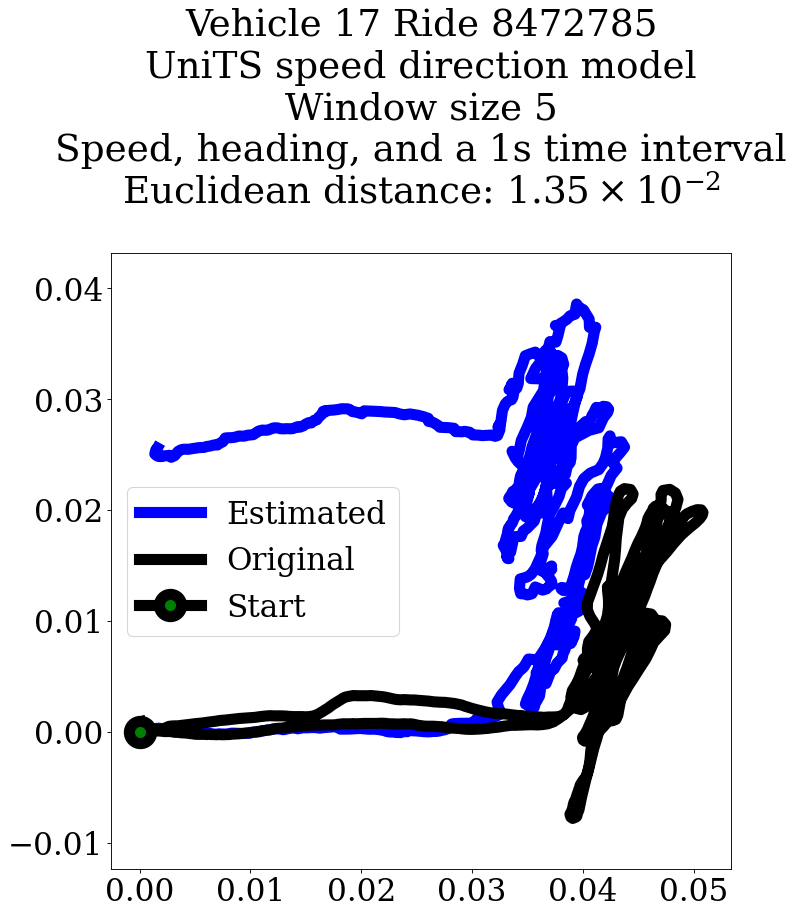 Vehicle 17 Ride 8472785
UniTS speed direction model
Window size 5
Speed, heading, and a 1s time interval
Euclidean distance: 1.35 × 10⁻²
0.04
0.03
0.02
0.01
0.00
−0.01
Estimated
Original
Start
0.00 0.01 0.02 0.03 0.04 0.05